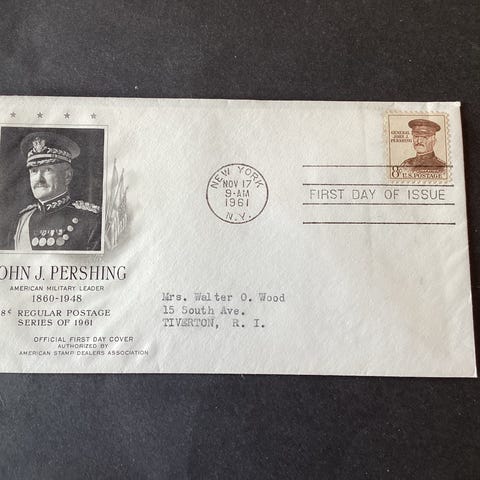 GENERAL
JOHN J.
PERSHING
8¢ U.S. POSTAGE
NEW YORK
NOV 17
9-AM
1961
N.Y.
FIRST DAY OF ISSUE
OHN J. PERSHING
AMERICAN MILITARY LEADER
1860-1948
8¢ REGULAR POSTAGE
SERIES OF 1961
OFFICIAL FIRST DAY COVER
AUTHORIZED BY
AMERICAN STAMP DEALERS ASSOCIATION
Mrs. Walter O. Wood
15 South Ave.
TIVERTON, R. I.